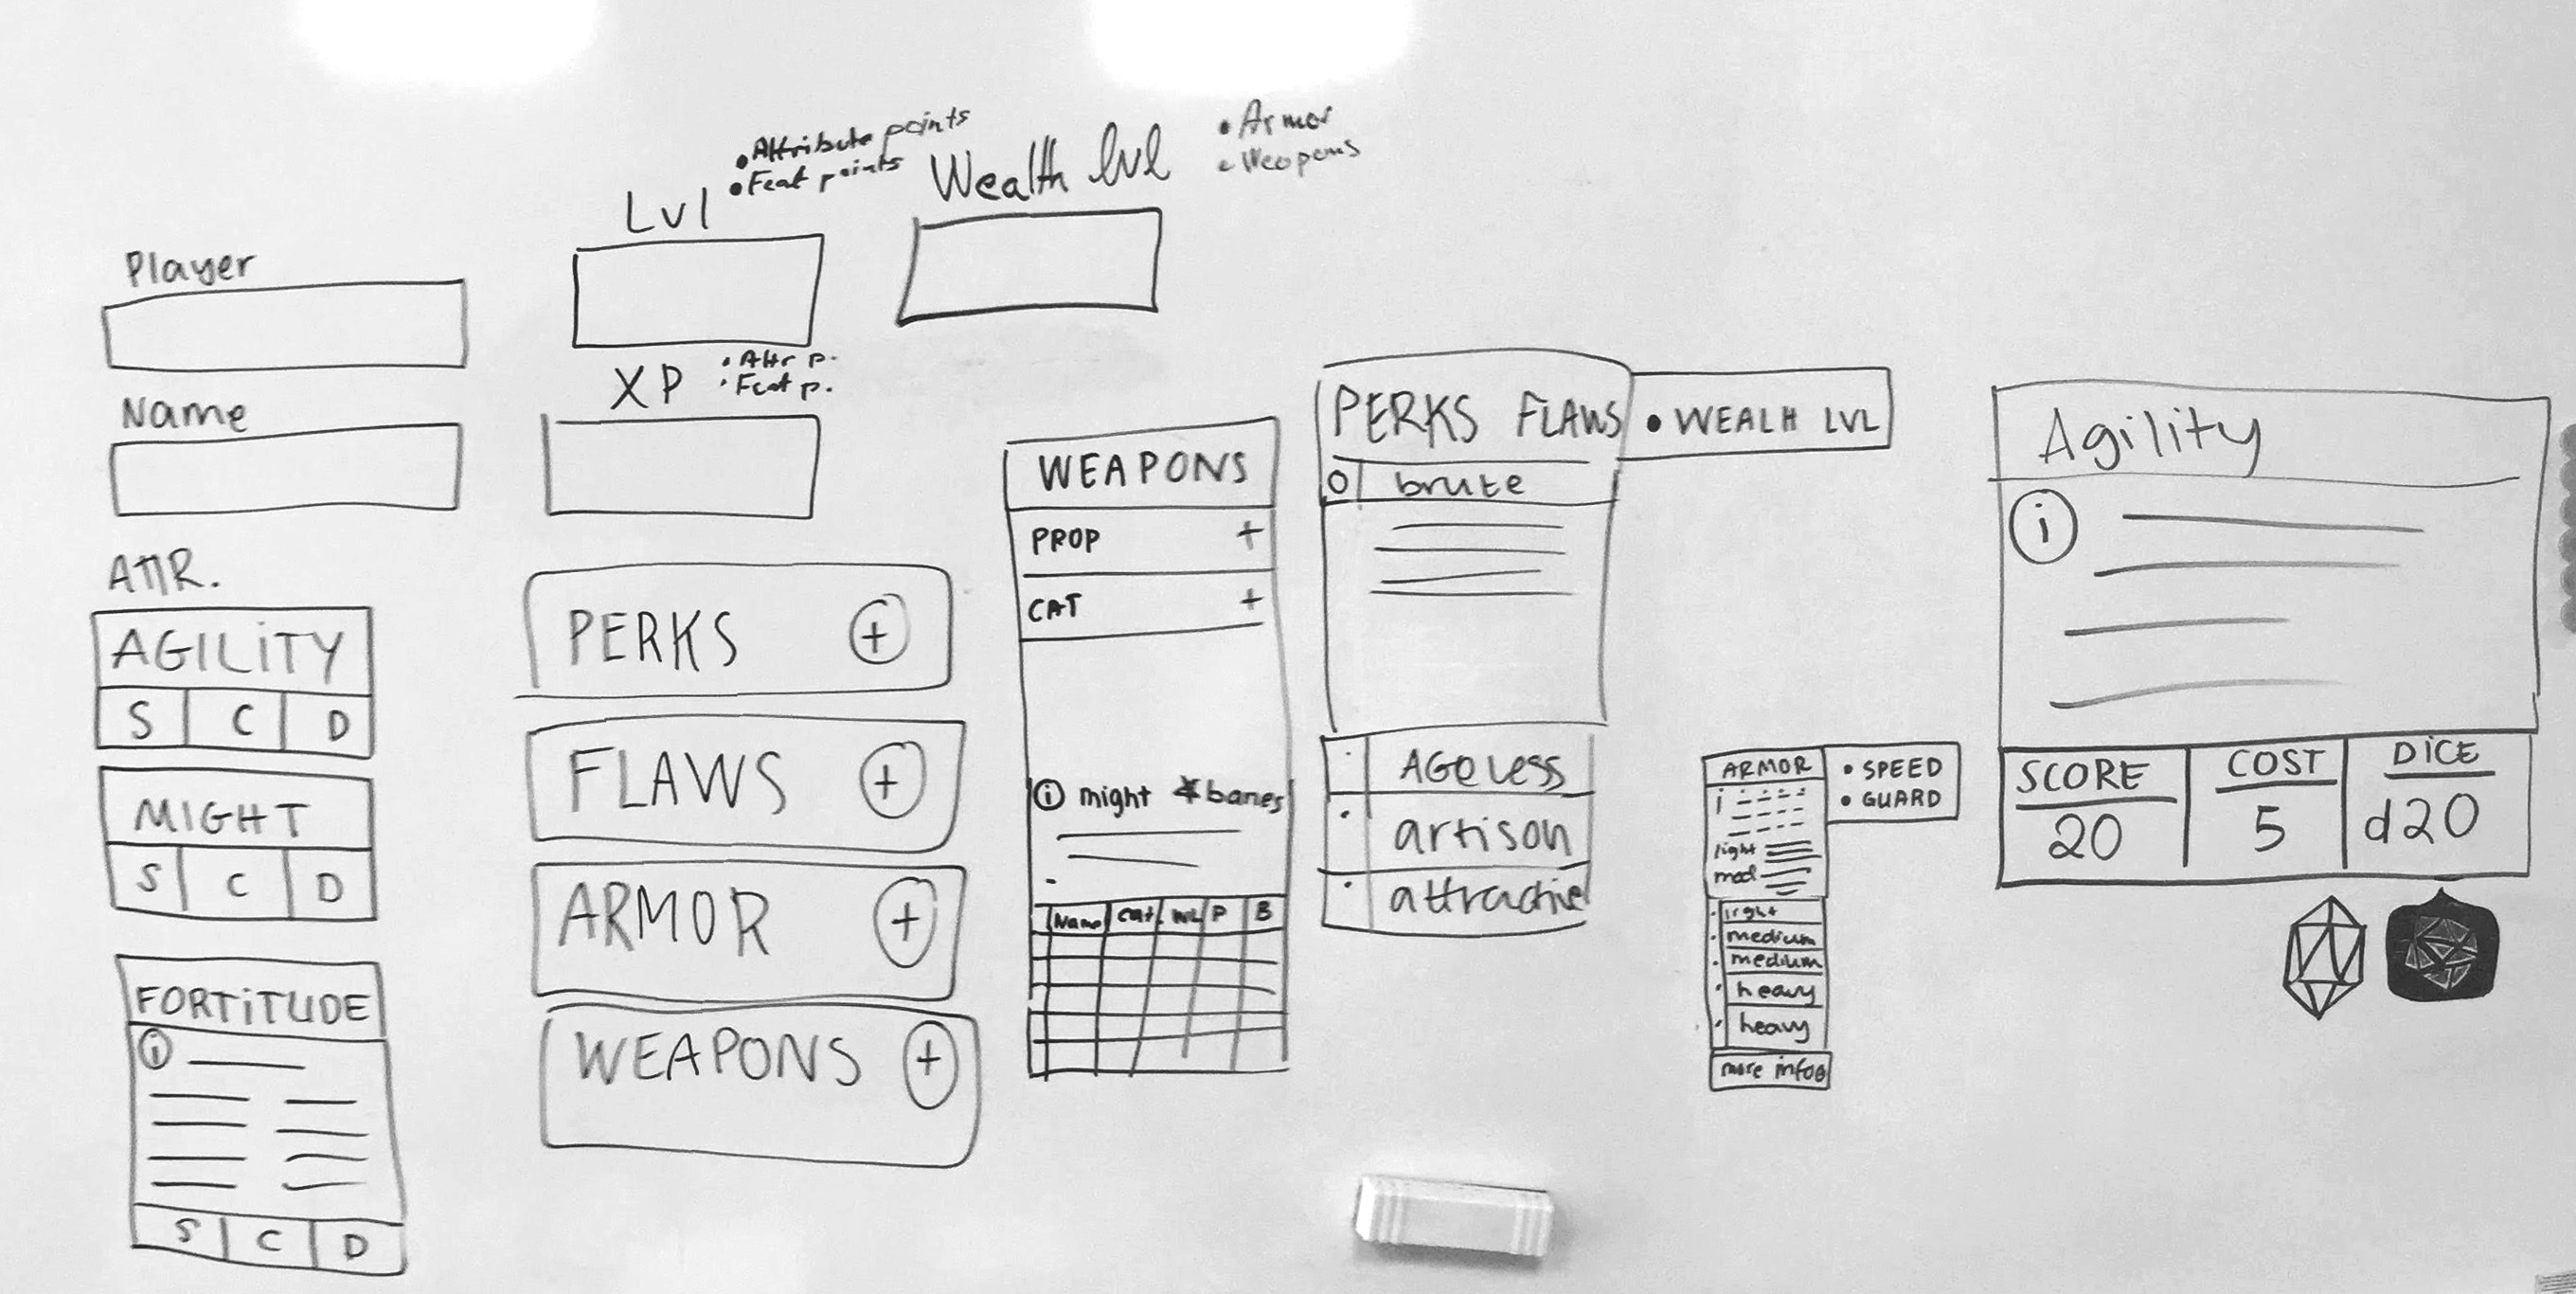 Player
Name
ATTR.
AGILITY
S C D
MIGHT
S C D
FORTITUDE
i
S C D
Lvl
• Attribute points
• Feat points
XP
• Attr p.
• Feat p.
Wealth lvl
• Armor
• Weapons
PERKS +
FLAWS +
ARMOR +
WEAPONS +
WEAPONS
PROP +
CAT +
i might * banes
Name cat. WL P B
PERKS FLAWS
• WEALH LVL
O brute
AGeless
artison
attractive
ARMOR
• SPEED
• GUARD
i
light
med
light
medium
medium
heavy
heavy
more info
Agility
i
SCORE
20
COST
5
DICE
d20